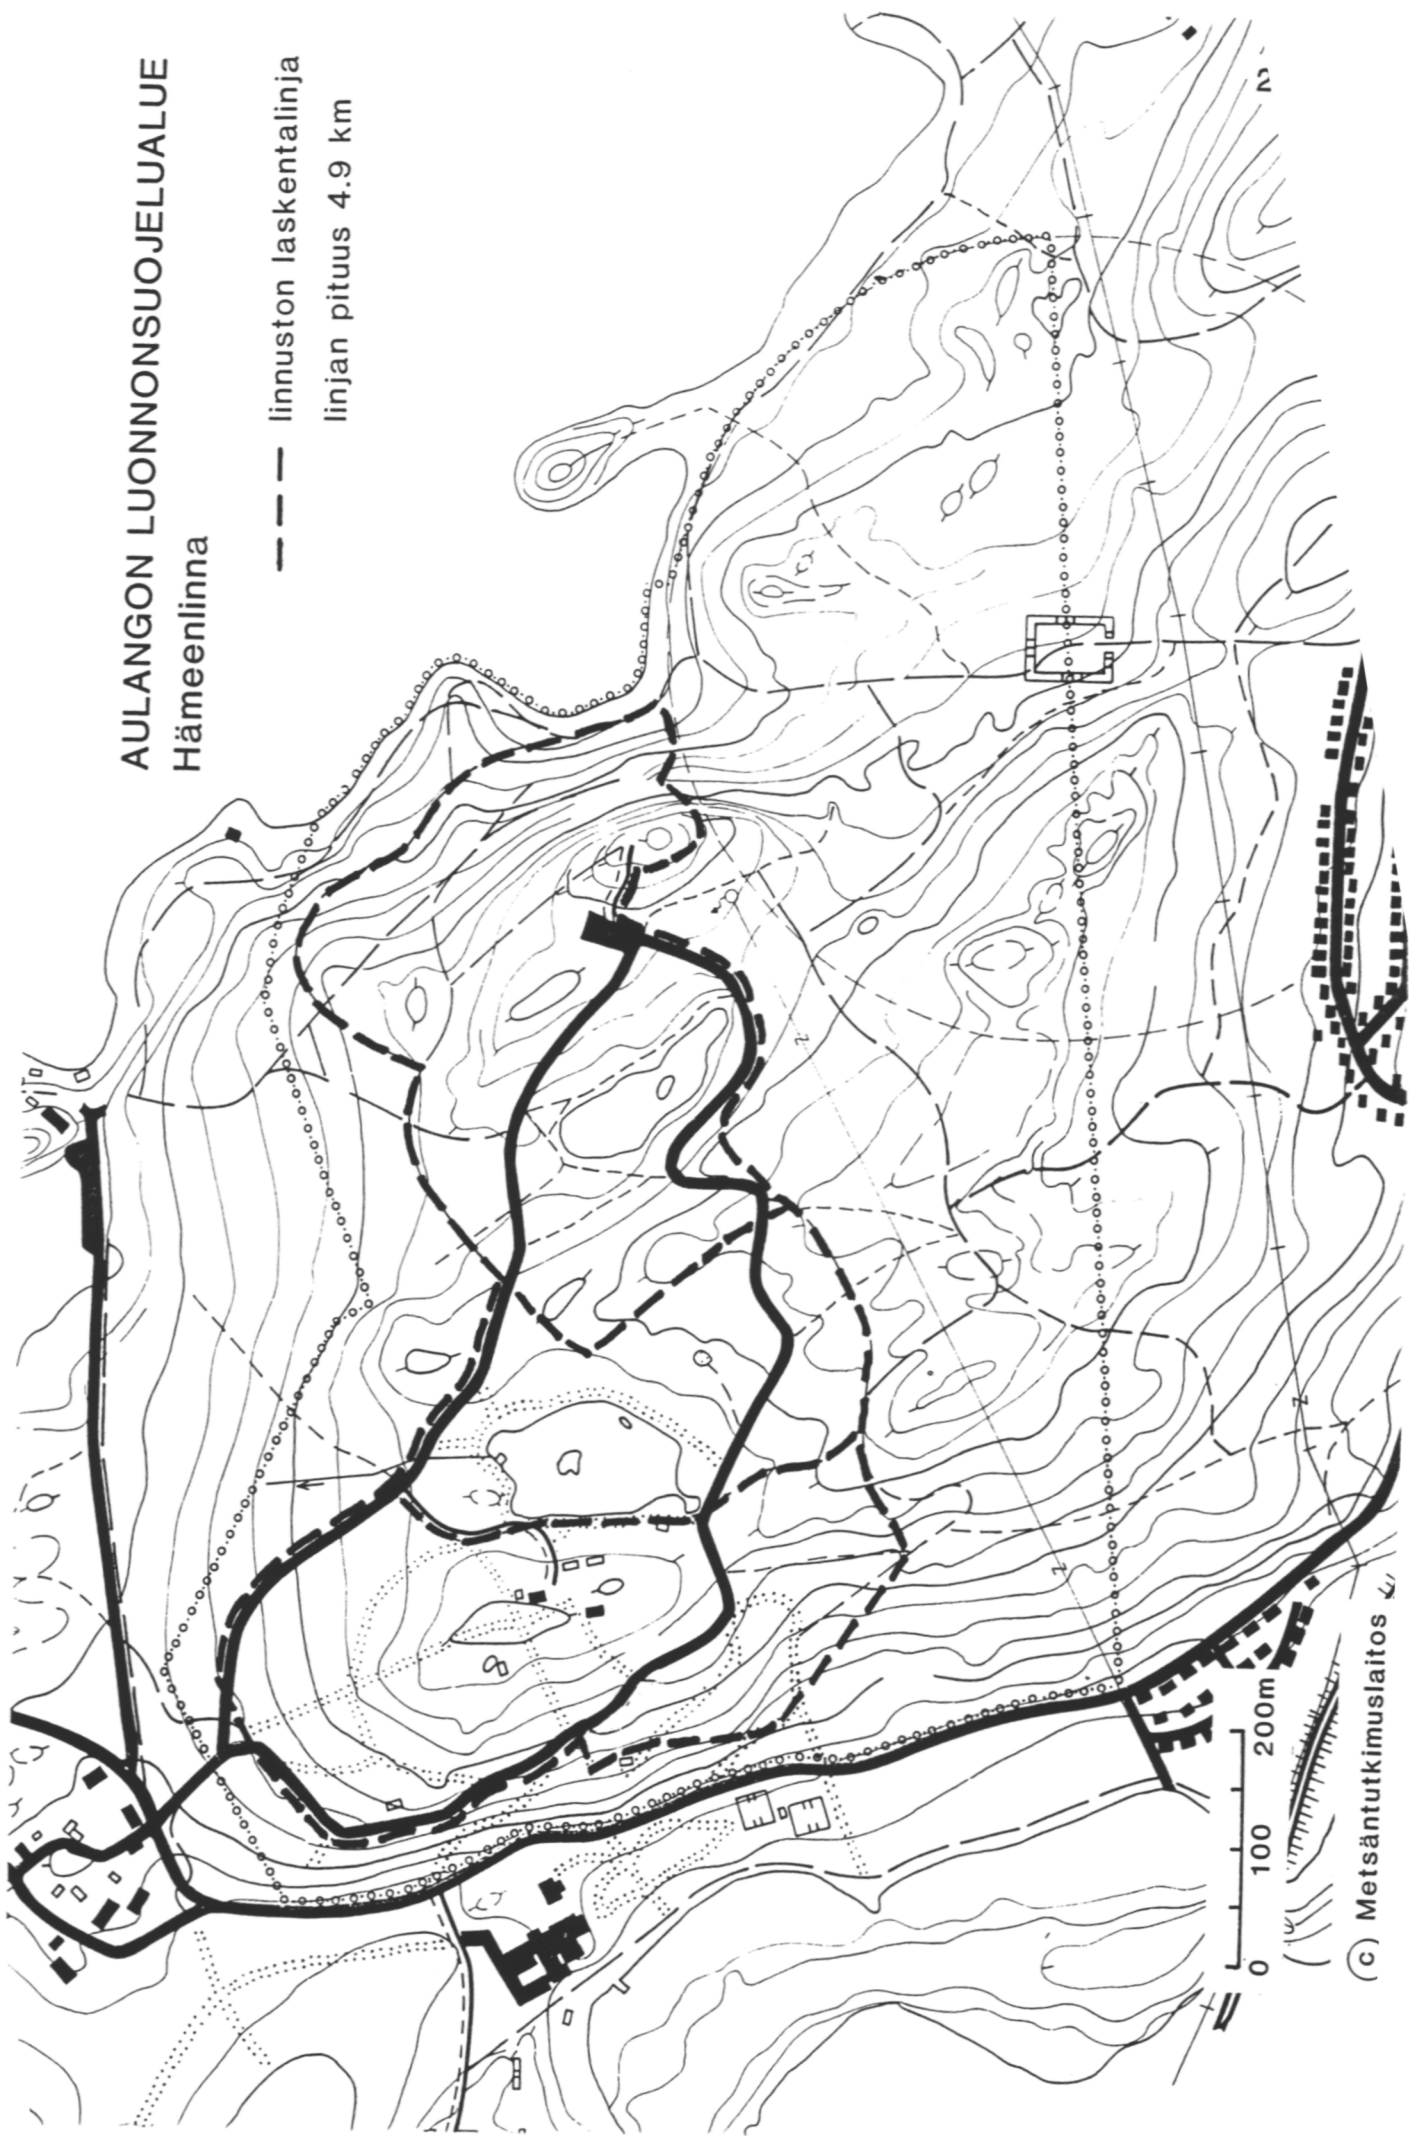 AULANGON LUONNONSUOJELUALUE
Hämeenlinna
linnuston laskentalinja
linjan pituus 4.9 km
0 100 200m
(c) Metsäntutkimuslaitos